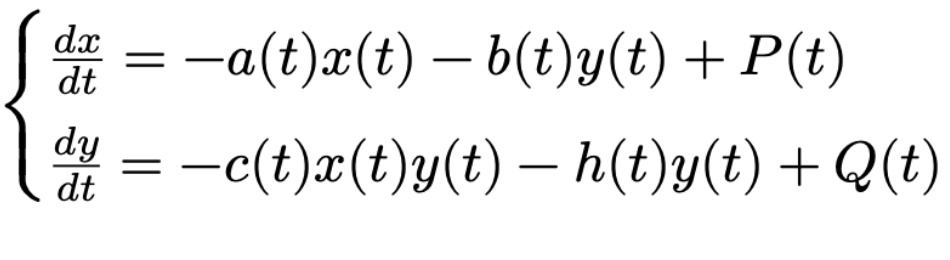 dx/dt = −a(t)x(t) − b(t)y(t) + P(t)
dy/dt = −c(t)x(t)y(t) − h(t)y(t) + Q(t)